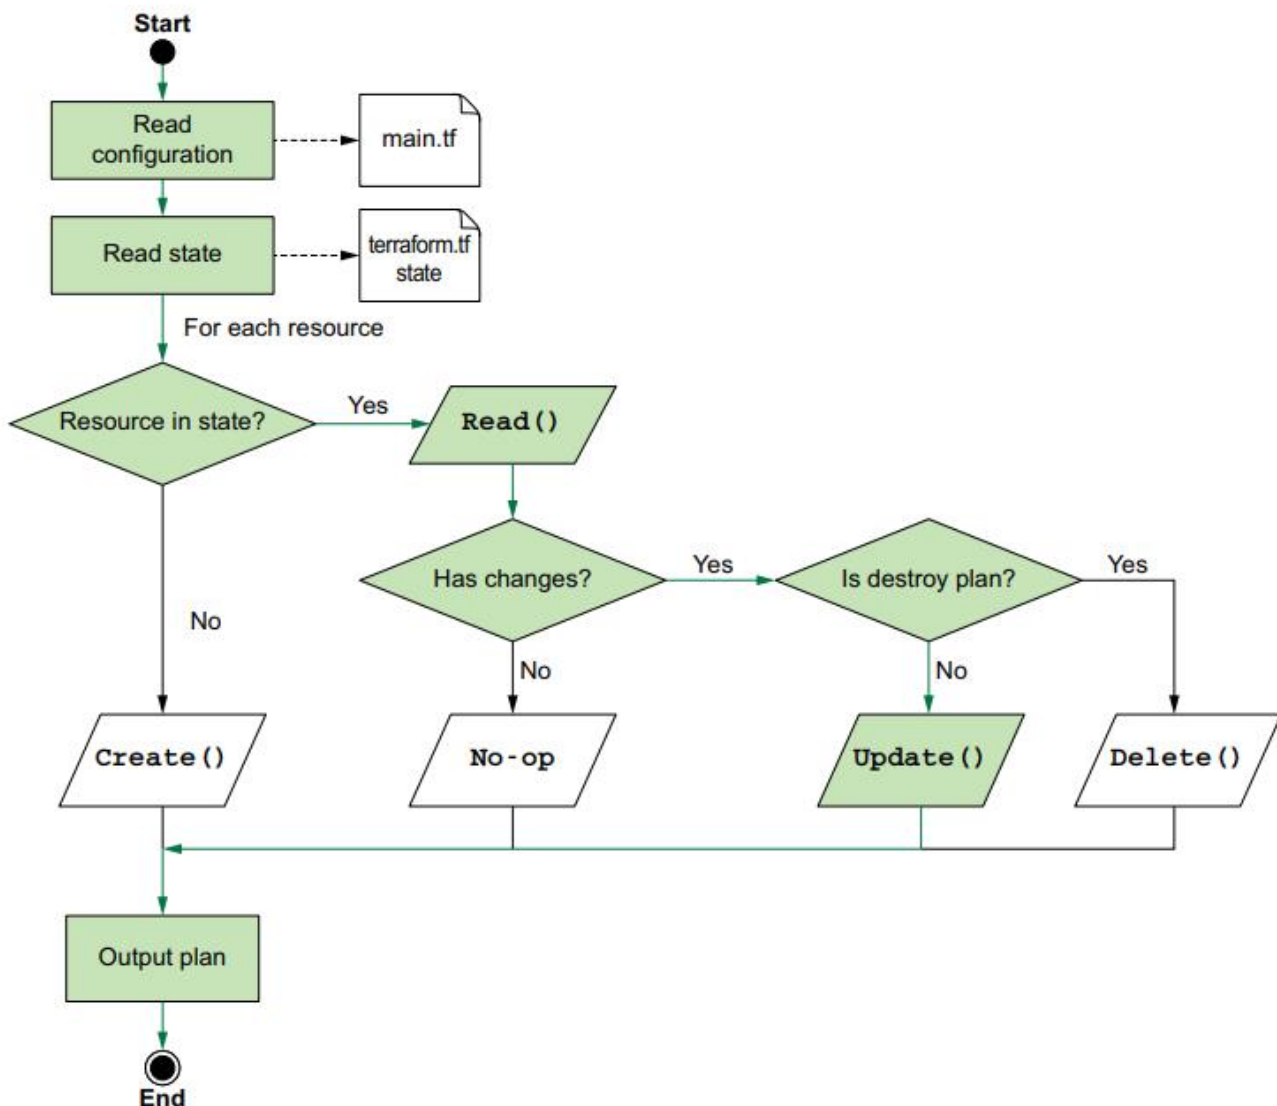 Start
Read
configuration
main.tf
Read state
terraform.tf
state
For each resource
Resource in state?
Yes
Read()
Has changes?
Yes
Is destroy plan?
Yes
No
No
No
Create()
No-op
Update()
Delete()
Output plan
End